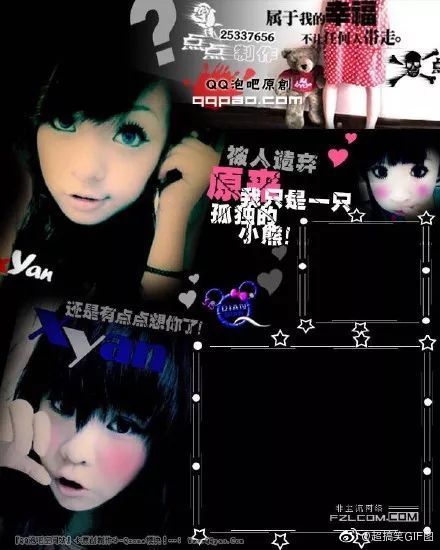 属于我的幸福
不让任何人带走。
?
25337656
点点制作
QQ泡吧原創
qqpao.com
被人遗弃
原来我只是一只
孤独的
小熊!
Yan
DIAN
还是有点点想你了!
Xyan
非主流网络
FZLCOM.COM
@超搞笑GIF图